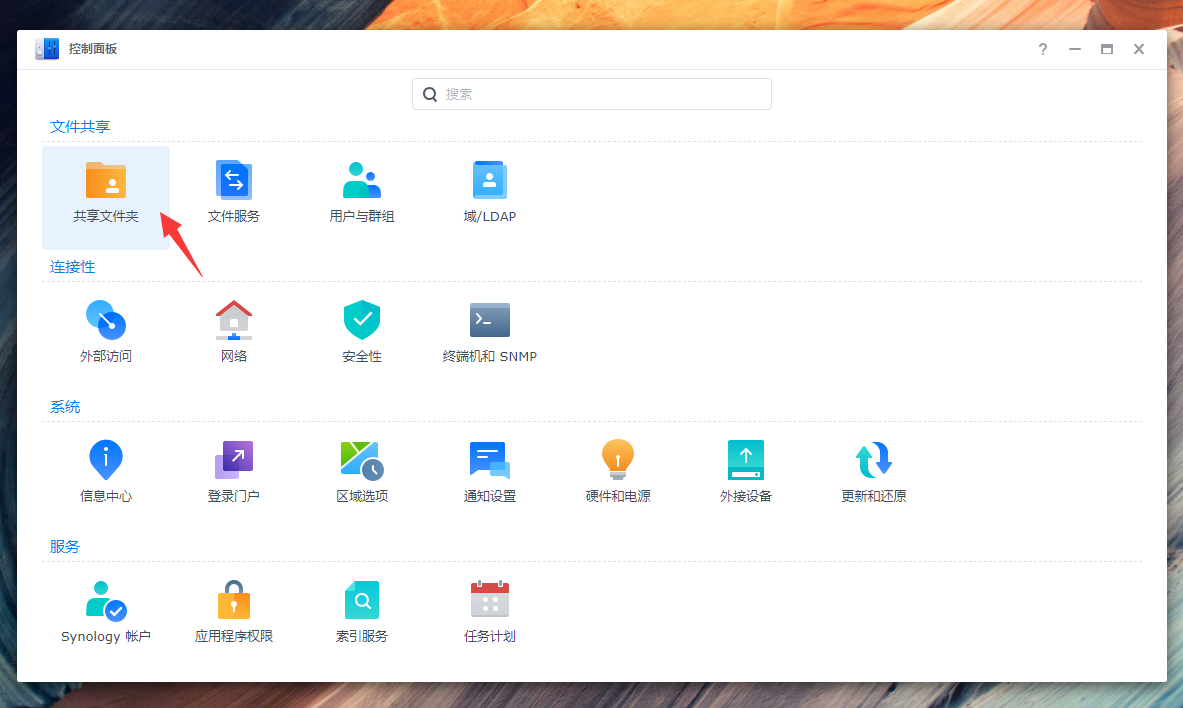 控制面板
搜索
文件共享
共享文件夹
文件服务
用户与群组
域/LDAP
连接性
外部访问
网络
安全性
终端机和 SNMP
系统
信息中心
登录门户
区域选项
通知设置
硬件和电源
外接设备
更新和还原
服务
Synology 帐户
应用程序权限
索引服务
任务计划